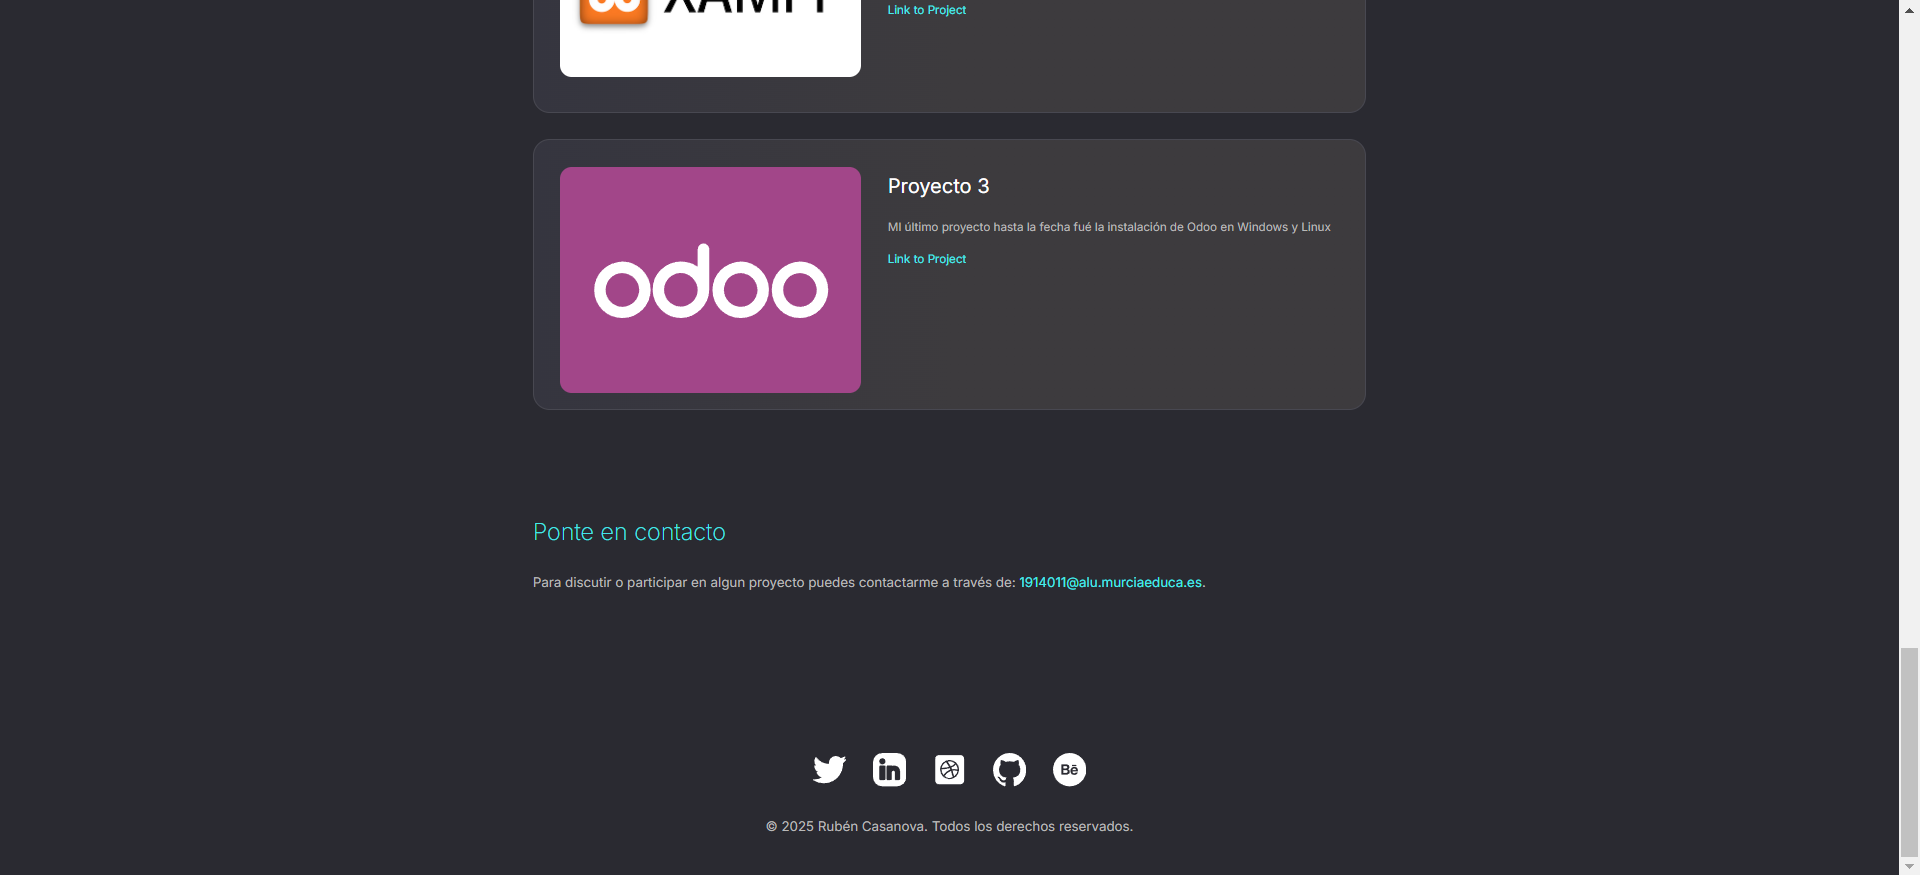 XAMPP
Link to Project
odoo
Proyecto 3
MI último proyecto hasta la fecha fué la instalación de Odoo en Windows y Linux
Link to Project
Ponte en contacto
Para discutir o participar en algun proyecto puedes contactarme a través de: 1914011@alu.murciaeduca.es.
in
Bē
© 2025 Rubén Casanova. Todos los derechos reservados.